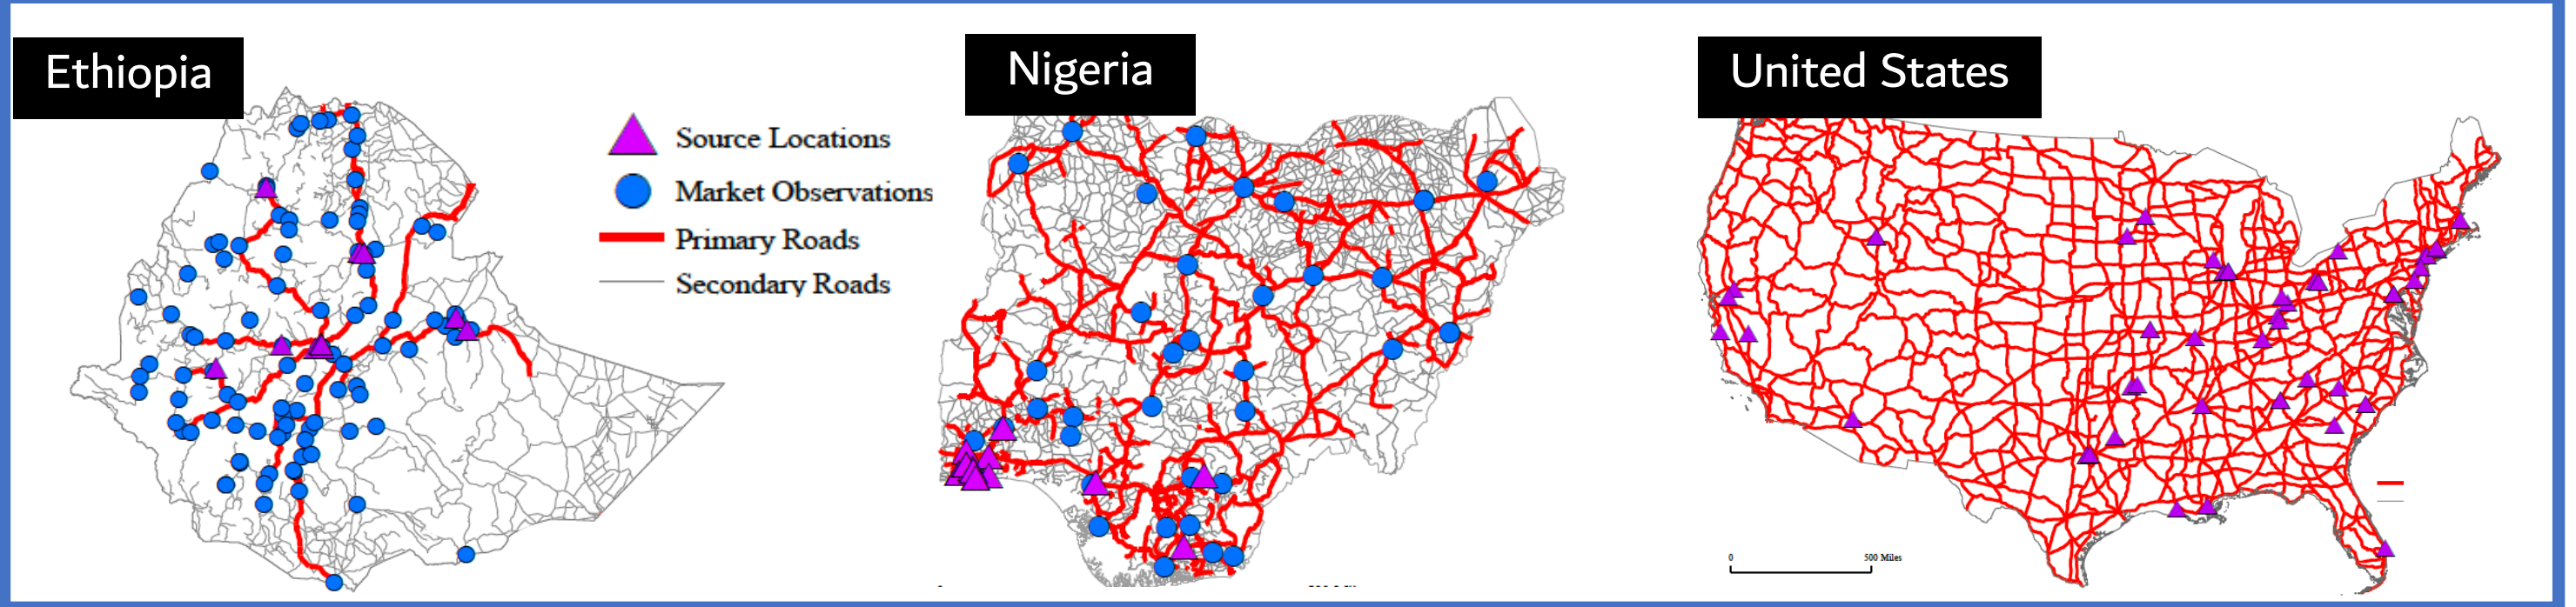 Ethiopia
Source Locations
Market Observations
Primary Roads
Secondary Roads
Nigeria
United States
0 500 Miles